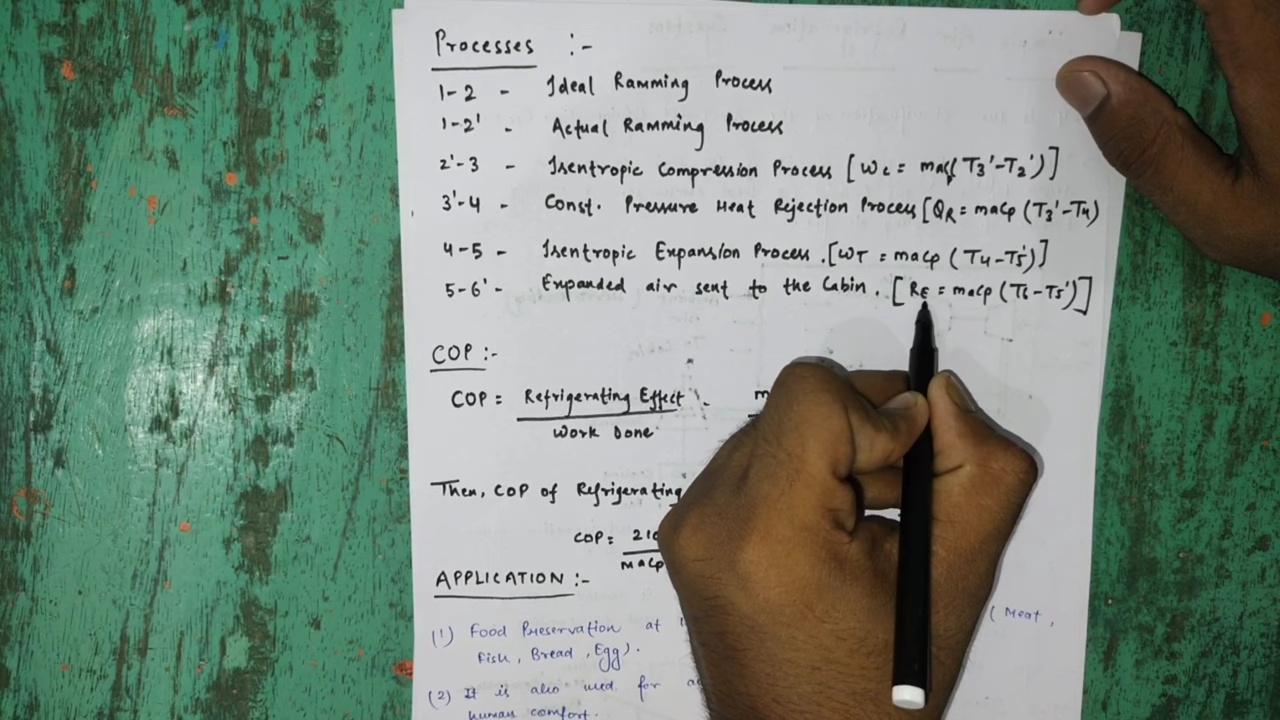 Processes :-
1-2 - Ideal Ramming Process
1-2' - Actual Ramming Process
2'-3 - Isentropic Compression Process [Wc = macp(T3'-T2')]
3'-4 - Const. Pressure Heat Rejection Process [QR = macp (T3'-T4)
4-5 - Isentropic Expansion Process. [WT = macp (T4-T5')]
5-6' - Expanded air sent to the Cabin. [RE = macp (T6-T5')]
COP :-
COP = Refrigerating Effect
Work Done
m
Then, COP of Refrigerating
COP = 210
macp
APPLICATION :-
(1) Food Preservation at (Meat,
Fish, Bread, Egg).
(2) It is also used for
human comfort.